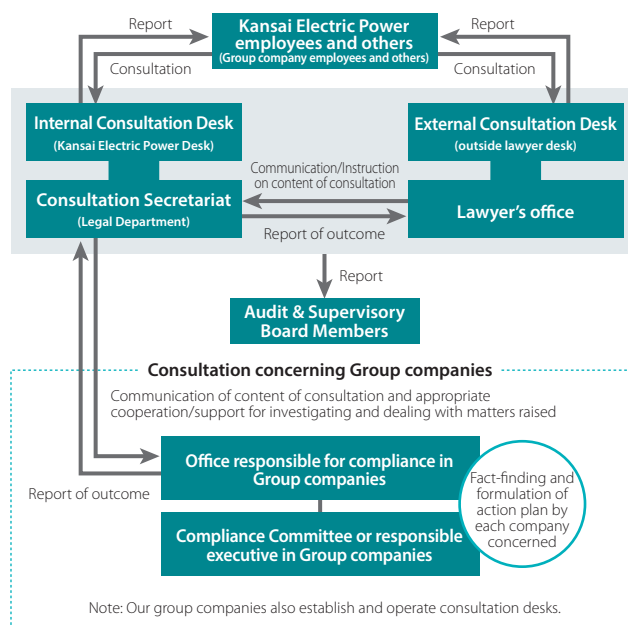 Report
Kansai Electric Power
employees and others
(Group company employees and others)
Report
Consultation
Consultation
Internal Consultation Desk
(Kansai Electric Power Desk)
External Consultation Desk
(outside lawyer desk)
Communication/Instruction
on content of consultation
Consultation Secretariat
(Legal Department)
Lawyer's office
Report of outcome
Report
Audit & Supervisory
Board Members
Consultation concerning Group companies
Communication of content of consultation and appropriate
cooperation/support for investigating and dealing with matters raised
Office responsible for compliance in
Group companies
Report of outcome
Fact-finding and
formulation of
action plan by
each company
concerned
Compliance Committee or responsible
executive in Group companies
Note: Our group companies also establish and operate consultation desks.